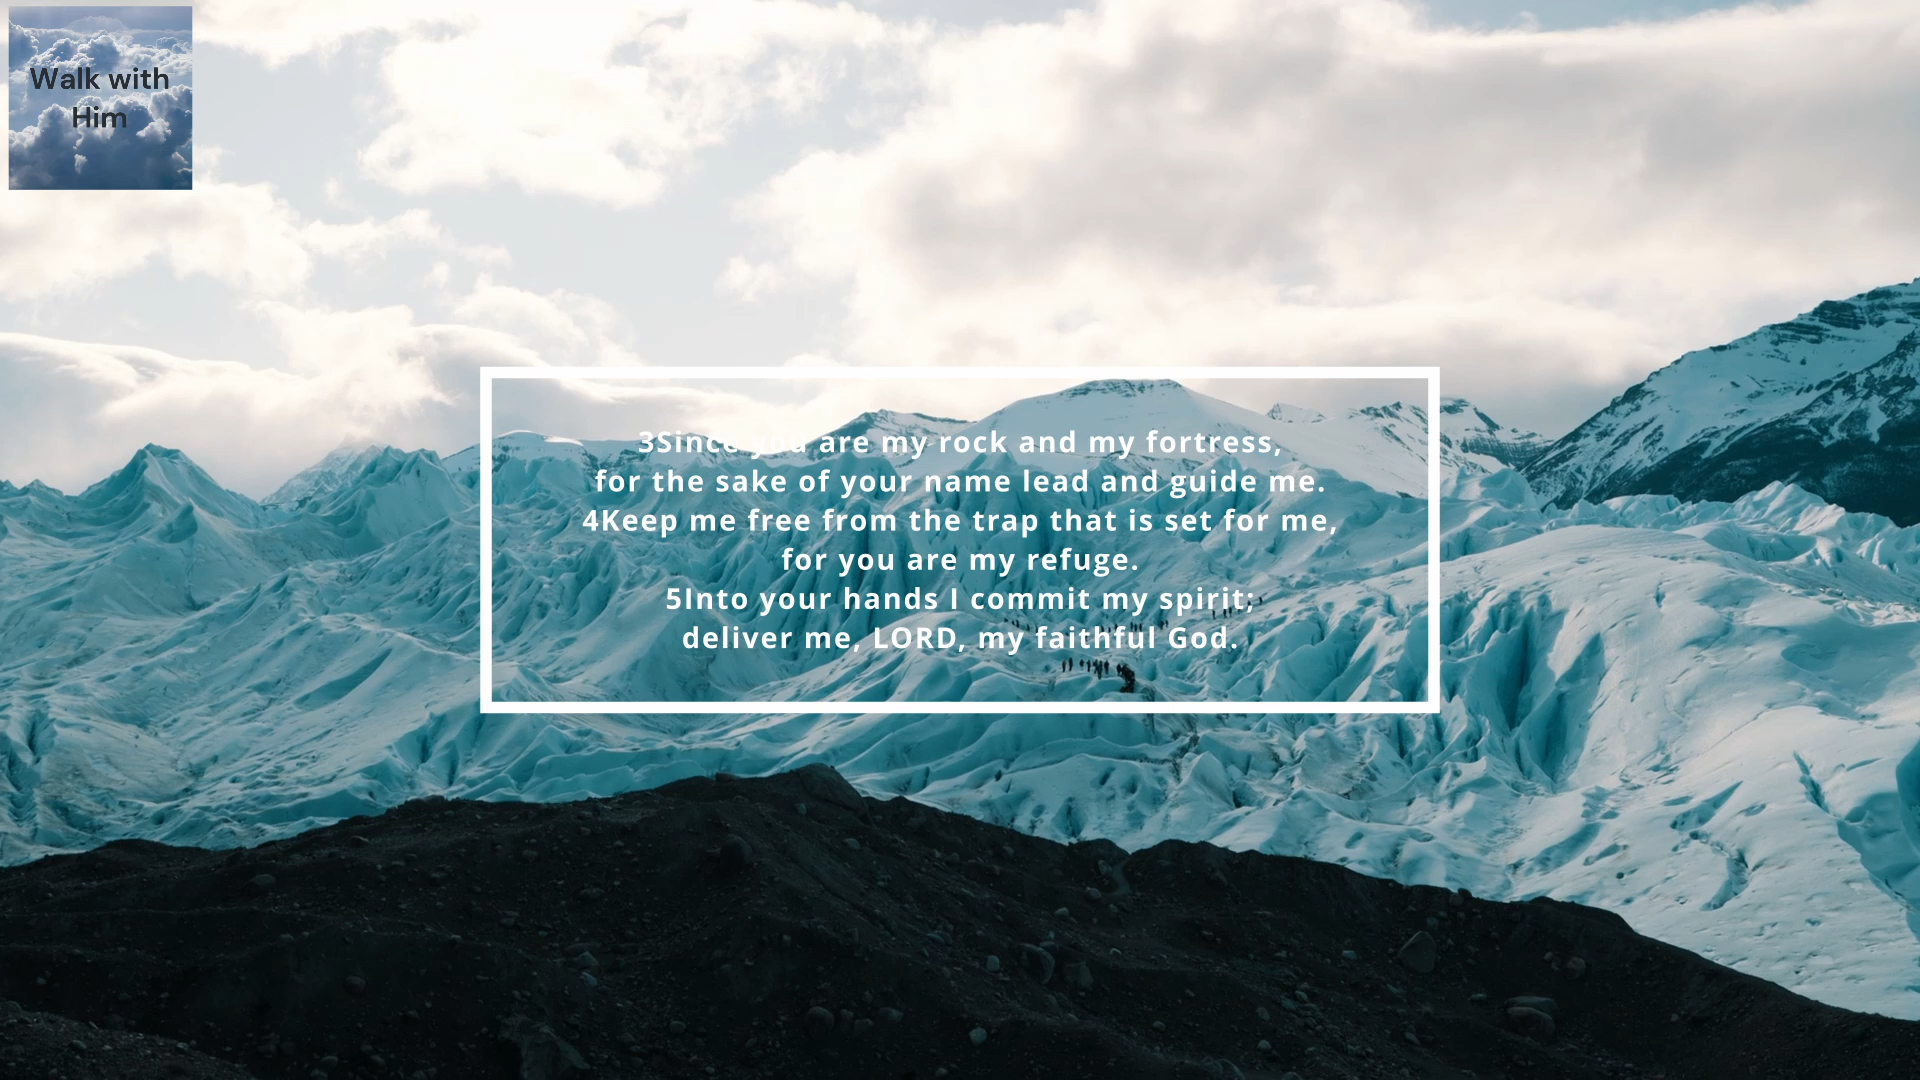 Walk with
Him
3Since you are my rock and my fortress,
for the sake of your name lead and guide me.
4Keep me free from the trap that is set for me,
for you are my refuge.
5Into your hands I commit my spirit;
deliver me, LORD, my faithful God.